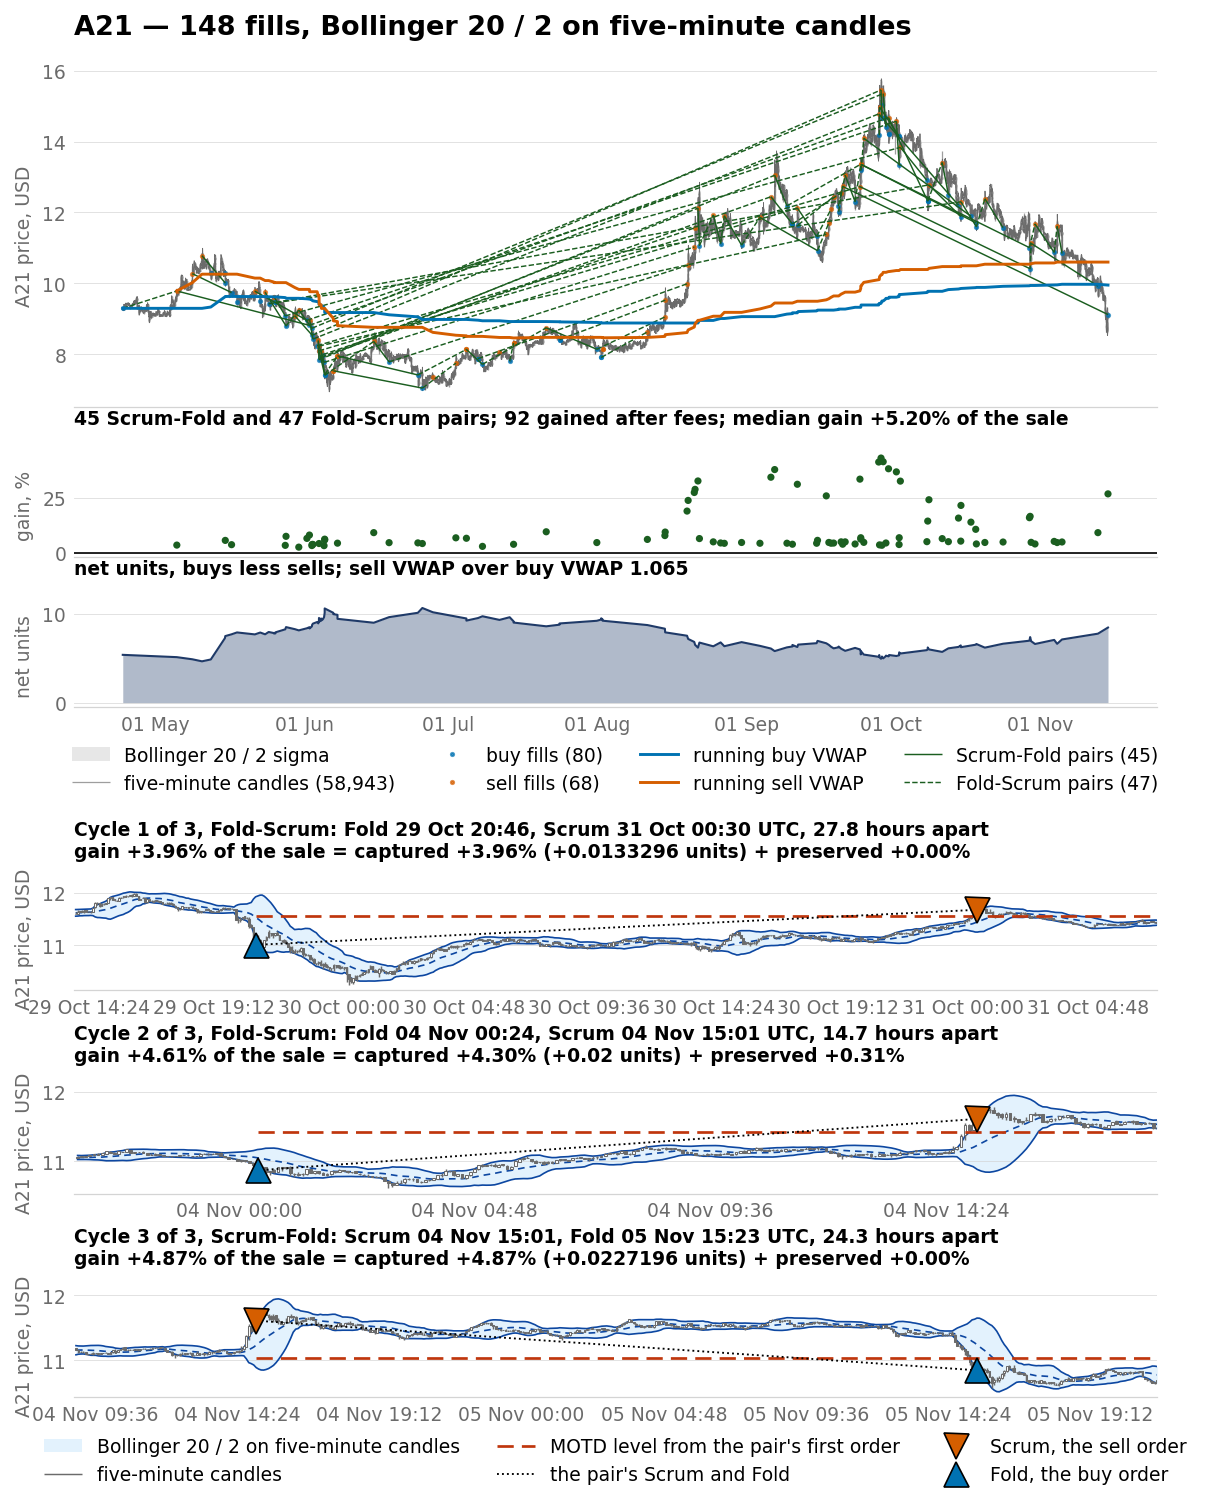 A21 — 148 fills, Bollinger 20 / 2 on five-minute candles
A21 price, USD
16
14
12
10
8
45 Scrum-Fold and 47 Fold-Scrum pairs; 92 gained after fees; median gain +5.20% of the sale
gain, %
25
0
net units, buys less sells; sell VWAP over buy VWAP 1.065
net units
10
0
01 May 01 Jun 01 Jul 01 Aug 01 Sep 01 Oct 01 Nov
Bollinger 20 / 2 sigma buy fills (80) running buy VWAP Scrum-Fold pairs (45)
five-minute candles (58,943) sell fills (68) running sell VWAP Fold-Scrum pairs (47)
Cycle 1 of 3, Fold-Scrum: Fold 29 Oct 20:46, Scrum 31 Oct 00:30 UTC, 27.8 hours apart
gain +3.96% of the sale = captured +3.96% (+0.0133296 units) + preserved +0.00%
A21 price, USD
12
11
29 Oct 14:24 29 Oct 19:12 30 Oct 00:00 30 Oct 04:48 30 Oct 09:36 30 Oct 14:24 30 Oct 19:12 31 Oct 00:00 31 Oct 04:48
Cycle 2 of 3, Fold-Scrum: Fold 04 Nov 00:24, Scrum 04 Nov 15:01 UTC, 14.7 hours apart
gain +4.61% of the sale = captured +4.30% (+0.02 units) + preserved +0.31%
A21 price, USD
12
11
04 Nov 00:00 04 Nov 04:48 04 Nov 09:36 04 Nov 14:24
Cycle 3 of 3, Scrum-Fold: Scrum 04 Nov 15:01, Fold 05 Nov 15:23 UTC, 24.3 hours apart
gain +4.87% of the sale = captured +4.87% (+0.0227196 units) + preserved +0.00%
A21 price, USD
12
11
04 Nov 09:36 04 Nov 14:24 04 Nov 19:12 05 Nov 00:00 05 Nov 04:48 05 Nov 09:36 05 Nov 14:24 05 Nov 19:12
Bollinger 20 / 2 on five-minute candles MOTD level from the pair's first order Scrum, the sell order
five-minute candles the pair's Scrum and Fold Fold, the buy order